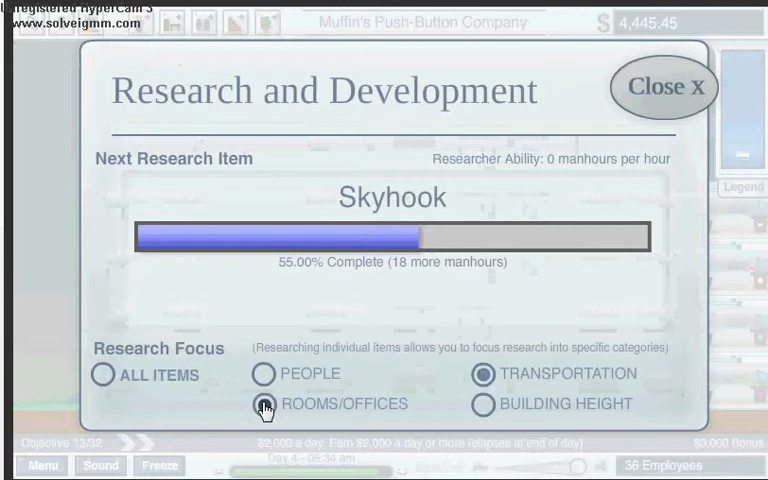 Unregistered HyperCam 3
www.solveigmm.com
Muffin's Push-Button Company
$ 4,445.45
Research and Development
Close X
Next Research Item
Researcher Ability: 0 manhours per hour
Skyhook
Legend
55.00% Complete (18 more manhours)
Research Focus
(Researching individual items allows you to focus research into specific categories)
ALL ITEMS
PEOPLE
TRANSPORTATION
ROOMS/OFFICES
BUILDING HEIGHT
Objective 13/32
$2,000 a day: Earn $2,000 a day or more (elapses at end of day)
$3,000 Bonus
Menu
Sound
Freeze
Day 4 - 06:34 am
36 Employees